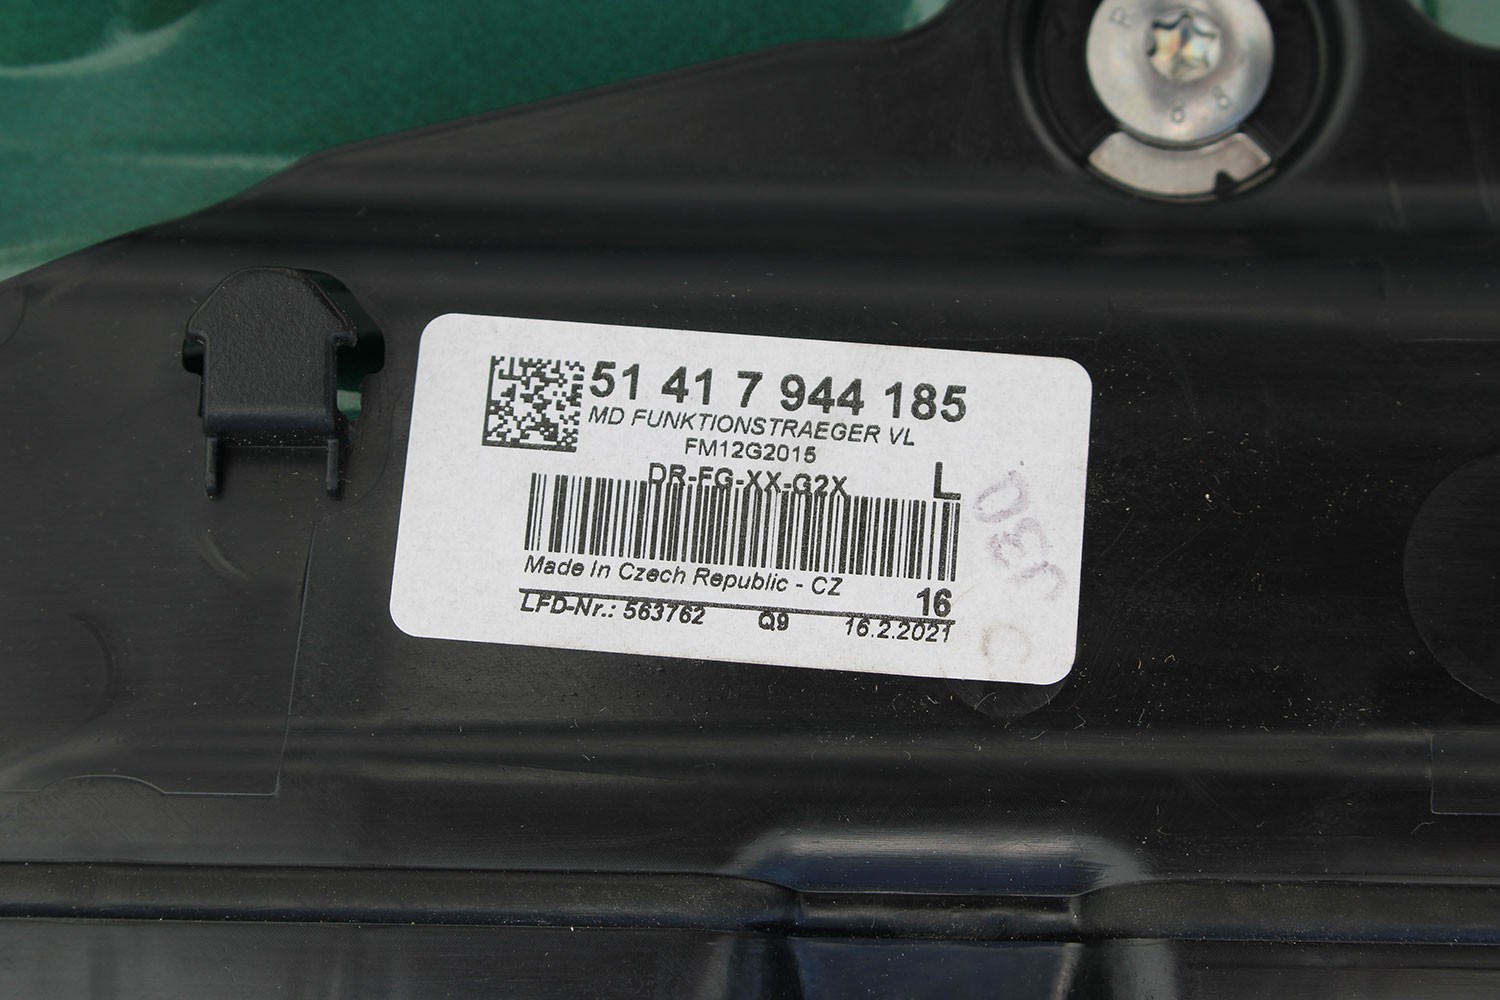 R
88
51 41 7 944 185
MD FUNKTIONSTRAEGER VL
FM12G2015
DR-FG-XX-G2X
L
Made In Czech Republic - CZ
16
LFD-Nr.: 563762 Q9 16.2.2021